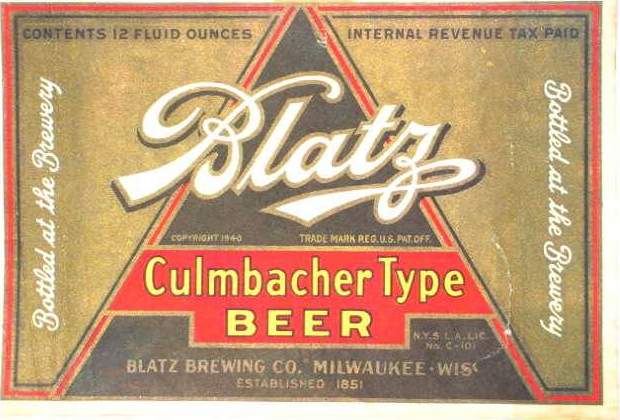 CONTENTS 12 FLUID OUNCES
INTERNAL REVENUE TAX PAID
Bottled at the Brewery
Blatz
Bottled at the Brewery
COPYRIGHT 1940
TRADE MARK REG. U.S. PAT. OFF.
Culmbacher Type
BEER
N.Y.S. L.A. LIC.
No. C-101
BLATZ BREWING CO. MILWAUKEE · WIS.
ESTABLISHED 1851